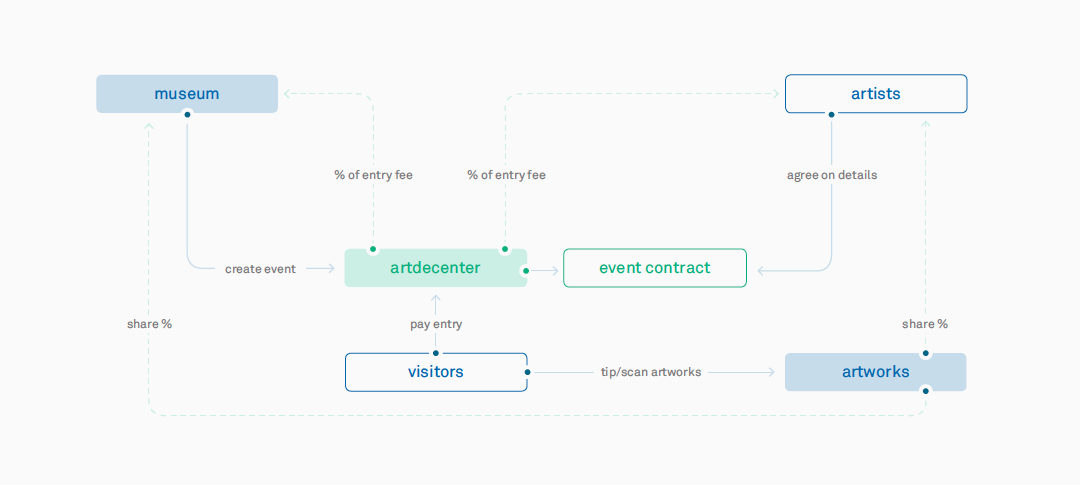 museum
artists
% of entry fee
% of entry fee
agree on details
create event
artdecenter
event contract
share %
pay entry
share %
visitors
tip/scan artworks
artworks